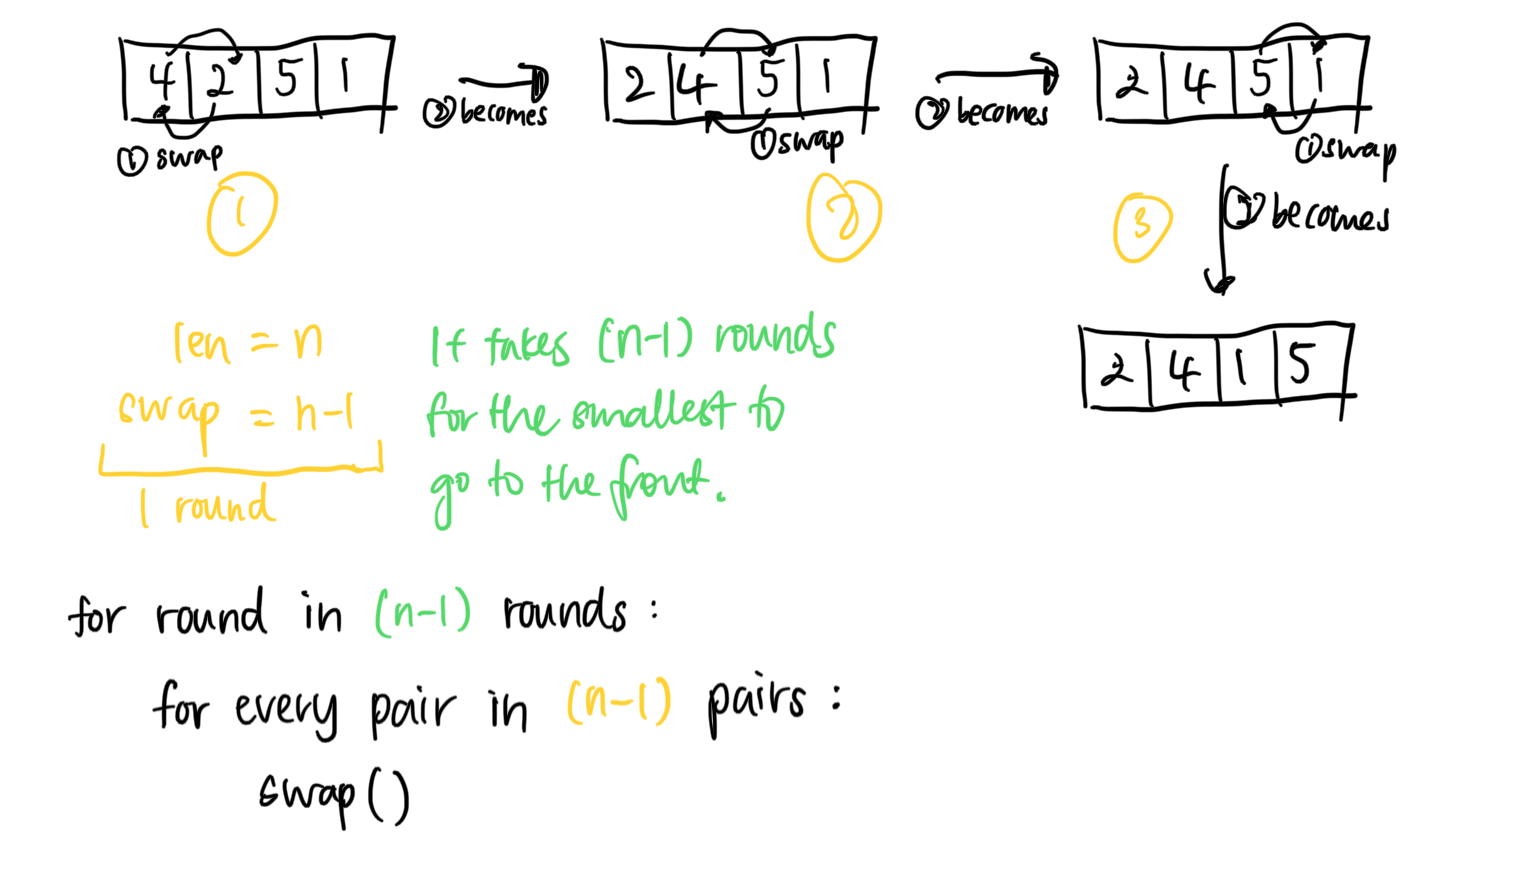 4 2 5 1
① swap
② becomes
1
2 4 5 1
① swap
② becomes
2
2 4 5 1
① swap
② becomes
3
2 4 1 5
len = n
swap = n-1
1 round
It takes (n-1) rounds
for the smallest to
go to the front.
for round in (n-1) rounds :
for every pair in (n-1) pairs :
swap()